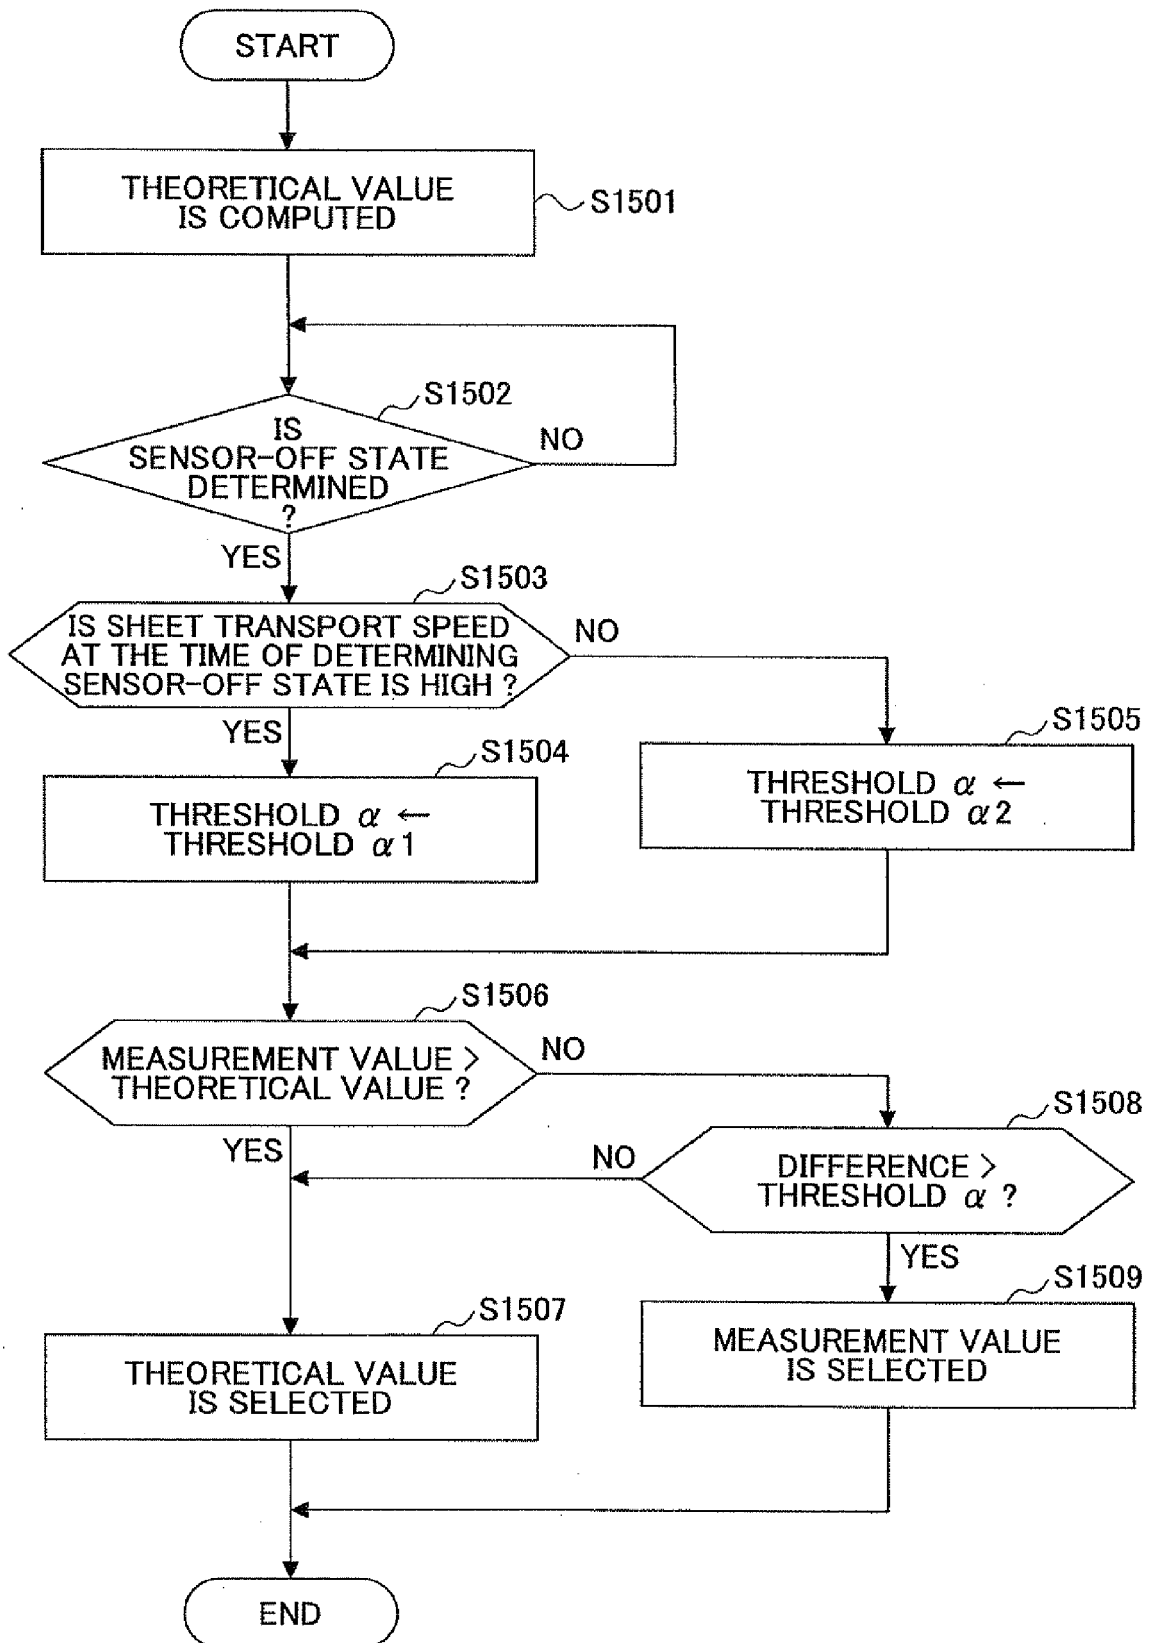 START
THEORETICAL VALUE
IS COMPUTED
S1501
S1502
IS
SENSOR-OFF STATE
DETERMINED
?
NO
YES
S1503
IS SHEET TRANSPORT SPEED
AT THE TIME OF DETERMINING
SENSOR-OFF STATE IS HIGH ?
NO
YES
S1504
THRESHOLD α ←
THRESHOLD α1
S1505
THRESHOLD α ←
THRESHOLD α2
S1506
MEASUREMENT VALUE >
THEORETICAL VALUE ?
NO
YES
S1508
DIFFERENCE >
THRESHOLD α ?
NO
YES
S1507
THEORETICAL VALUE
IS SELECTED
S1509
MEASUREMENT VALUE
IS SELECTED
END